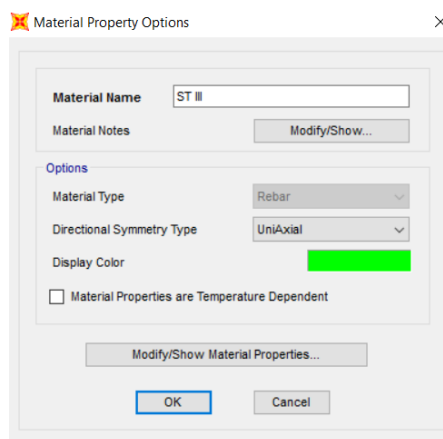 Material Property Options
Material Name ST III
Material Notes Modify/Show...
Options
Material Type Rebar
Directional Symmetry Type UniAxial
Display Color
Material Properties are Temperature Dependent
Modify/Show Material Properties...
OK Cancel